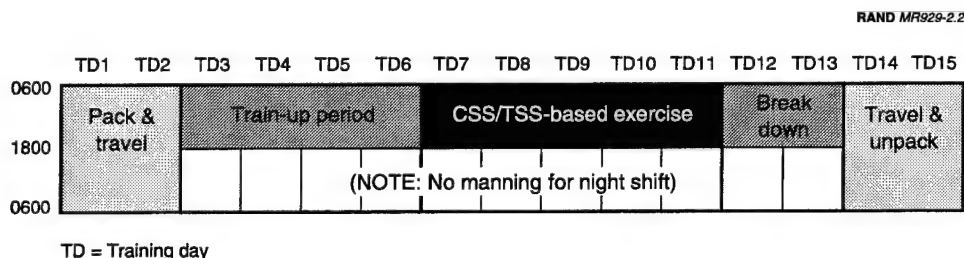 RAND MR929-2.2
TD1 TD2 TD3 TD4 TD5 TD6 TD7 TD8 TD9 TD10 TD11 TD12 TD13 TD14 TD15
0600
Pack & travel
Train-up period
CSS/TSS-based exercise
Break down
Travel & unpack
1800
(NOTE: No manning for night shift)
0600
TD = Training day